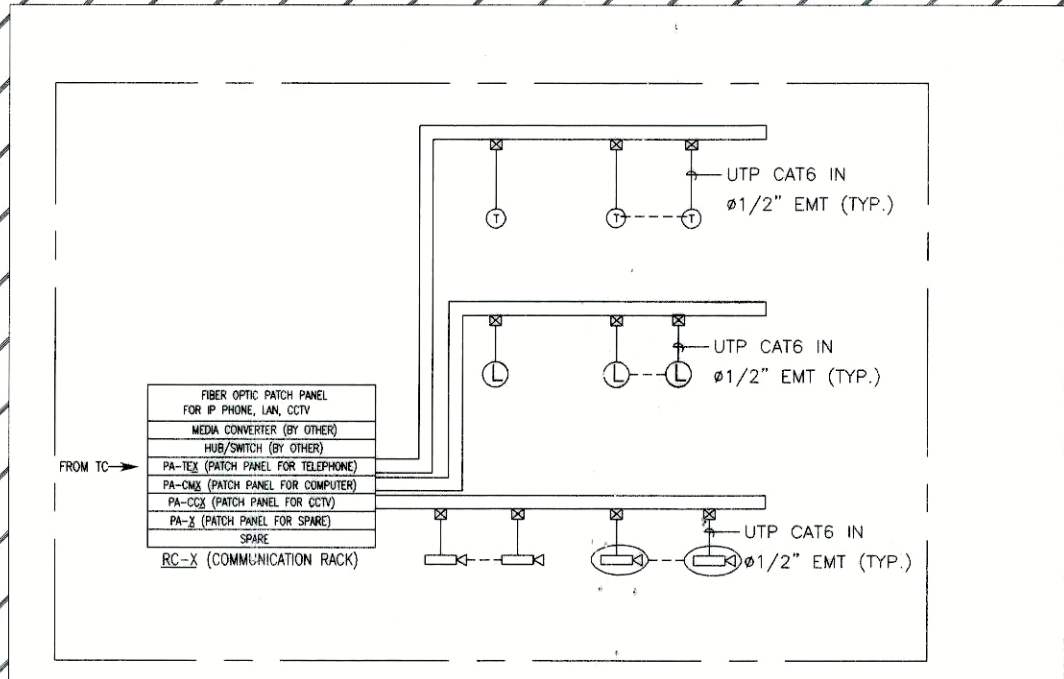 UTP CAT6 IN
ø1/2" EMT (TYP.)
T
T
T
UTP CAT6 IN
ø1/2" EMT (TYP.)
L
L
L
FIBER OPTIC PATCH PANEL
FOR IP PHONE, LAN, CCTV
MEDIA CONVERTER (BY OTHER)
HUB/SWITCH (BY OTHER)
FROM TC
PA-TEX (PATCH PANEL FOR TELEPHONE)
PA-CMX (PATCH PANEL FOR COMPUTER)
PA-CCX (PATCH PANEL FOR CCTV)
PA-X (PATCH PANEL FOR SPARE)
SPARE
RC-X (COMMUNICATION RACK)
UTP CAT6 IN
ø1/2" EMT (TYP.)